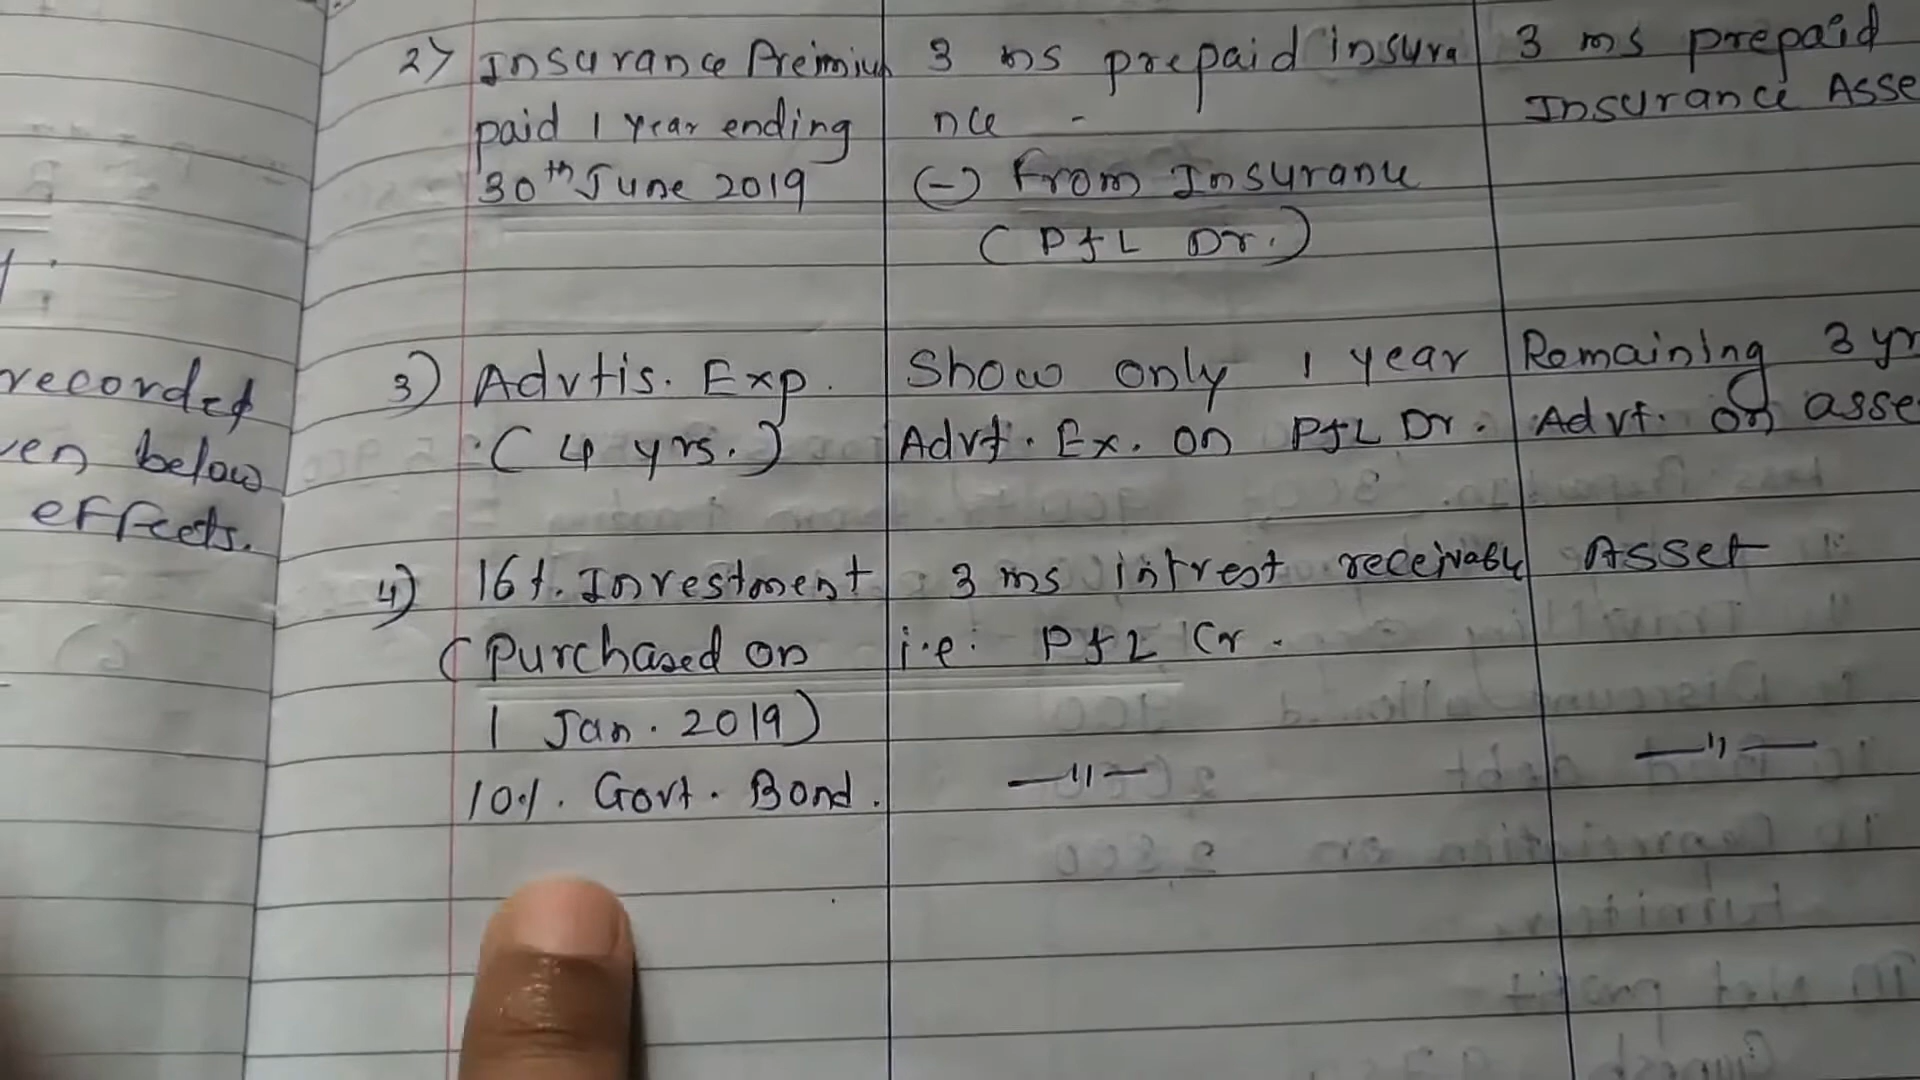 recorded
ven below
effects.
2) Insurance Preimium
paid 1 year ending
30th June 2019
3 ms prepaid insura
nce -
(-) From Insurance
(P&L Dr.)
3 ms prepaid
Insurance Asse
3) Advtis. Exp.
(4 yrs.)
Show only 1 year
Advt. Ex. on P&L Dr.
Remaining 3 yr
Advt. on asse
4) 16%. Investment
(Purchased on
1 Jan. 2019)
10%. Govt. Bond.
3 ms intrest receivable
i.e. P&L Cr.
—"—
Asset
—"—